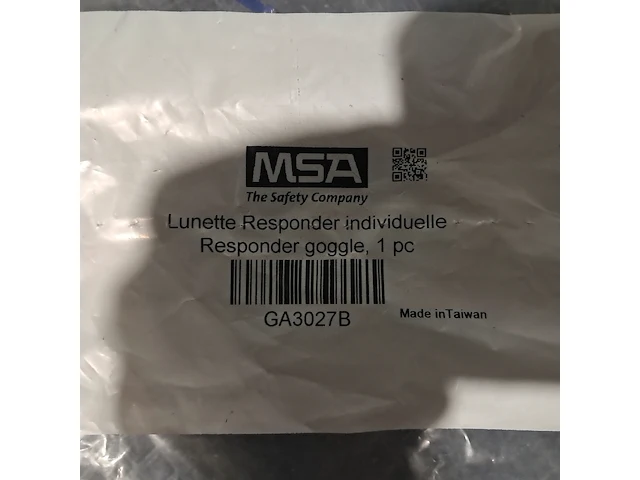 MSA
The Safety Company
Lunette Responder individuelle
Responder goggle, 1 pc
GA3027B
Made inTaiwan